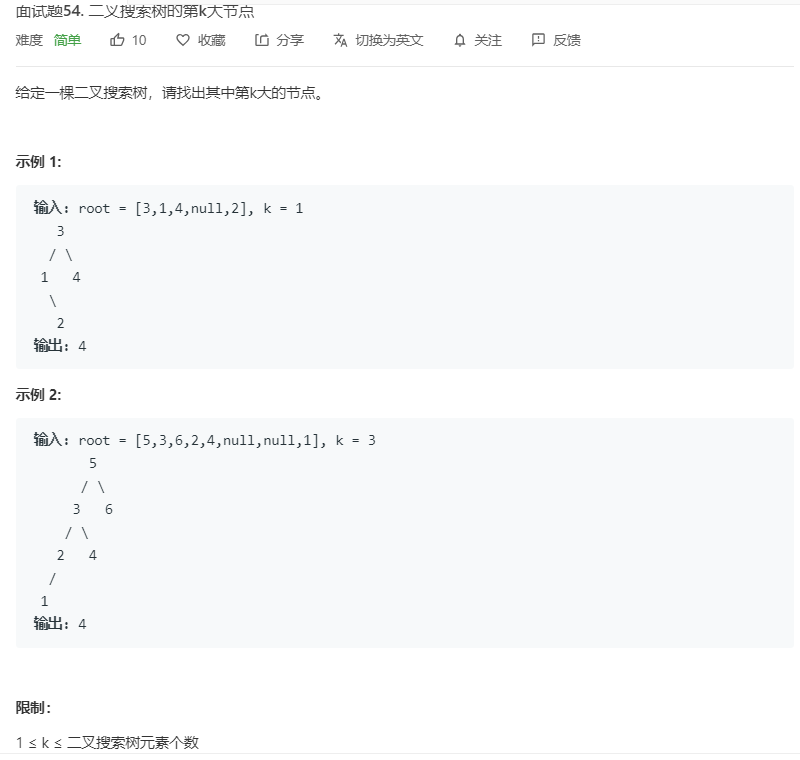 面试题54. 二叉搜索树的第k大节点
难度 简单 10 收藏 分享 切换为英文 关注 反馈
给定一棵二叉搜索树，请找出其中第k大的节点。
示例 1:
输入: root = [3,1,4,null,2], k = 1
3
/ \
1 4
\
2
输出: 4
示例 2:
输入: root = [5,3,6,2,4,null,null,1], k = 3
5
/ \
3 6
/ \
2 4
/
1
输出: 4
限制：
1 ≤ k ≤ 二叉搜索树元素个数